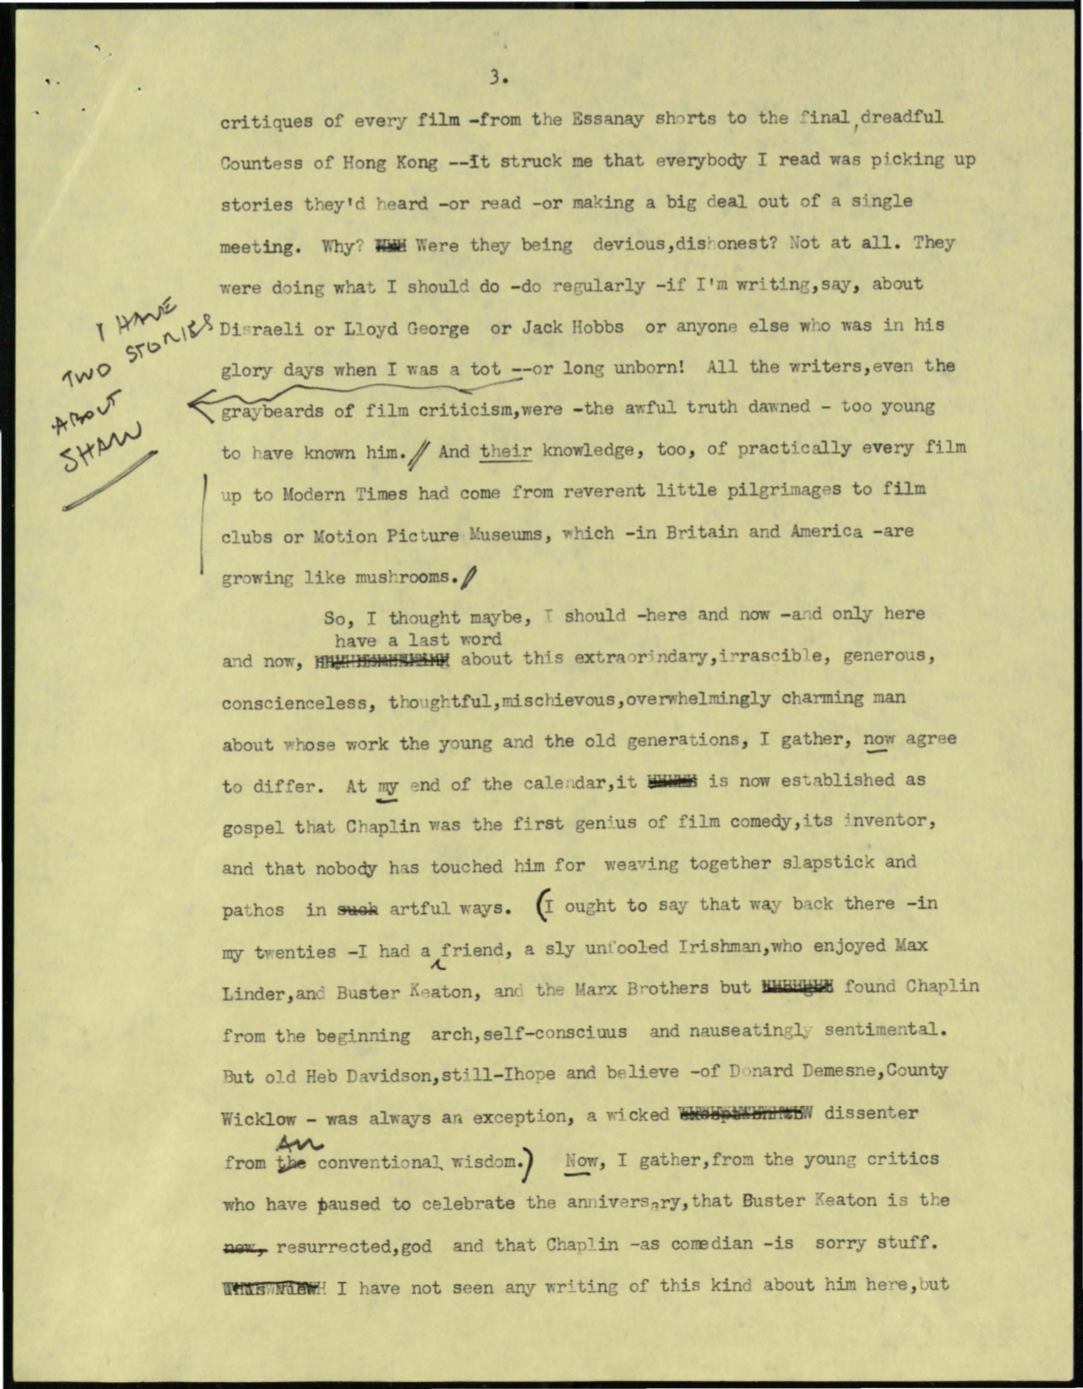 3.
critiques of every film -from the Essanay shorts to the final,dreadful
Countess of Hong Kong --It struck me that everybody I read was picking up
stories they'd heard -or read -or making a big deal out of a single
meeting. Why? Were they being devious,dishonest? Not at all. They
were doing what I should do -do regularly -if I'm writing,say, about
I HAVE
TWO STORIES
ABOUT
SHAW
Disraeli or Lloyd George or Jack Hobbs or anyone else who was in his
glory days when I was a tot --or long unborn! All the writers,even the
graybeards of film criticism,were -the awful truth dawned - too young
to have known him.// And their knowledge, too, of practically every film
up to Modern Times had come from reverent little pilgrimages to film
clubs or Motion Picture Museums, which -in Britain and America -are
growing like mushrooms.//
So, I thought maybe, I should -here and now -and only here
have a last word
and now, about this extraorindary,irrascible, generous,
conscienceless, thoughtful,mischievous,overwhelmingly charming man
about whose work the young and the old generations, I gather, now agree
to differ. At my end of the calendar,it is now established as
gospel that Chaplin was the first genius of film comedy,its inventor,
and that nobody has touched him for weaving together slapstick and
pathos in such artful ways. (I ought to say that way back there -in
my twenties -I had a friend, a sly unfooled Irishman,who enjoyed Max
Linder,and Buster Keaton, and the Marx Brothers but found Chaplin
from the beginning arch,self-consciuus and nauseatingly sentimental.
But old Heb Davidson,still-Ihope and believe -of Donard Demesne,County
Wicklow - was always an exception, a wicked dissenter
AN
from the conventional wisdom.) Now, I gather,from the young critics
who have paused to celebrate the anniversary,that Buster Keaton is the
new, resurrected,god and that Chaplin -as comedian -is sorry stuff.
This view I have not seen any writing of this kind about him here,but